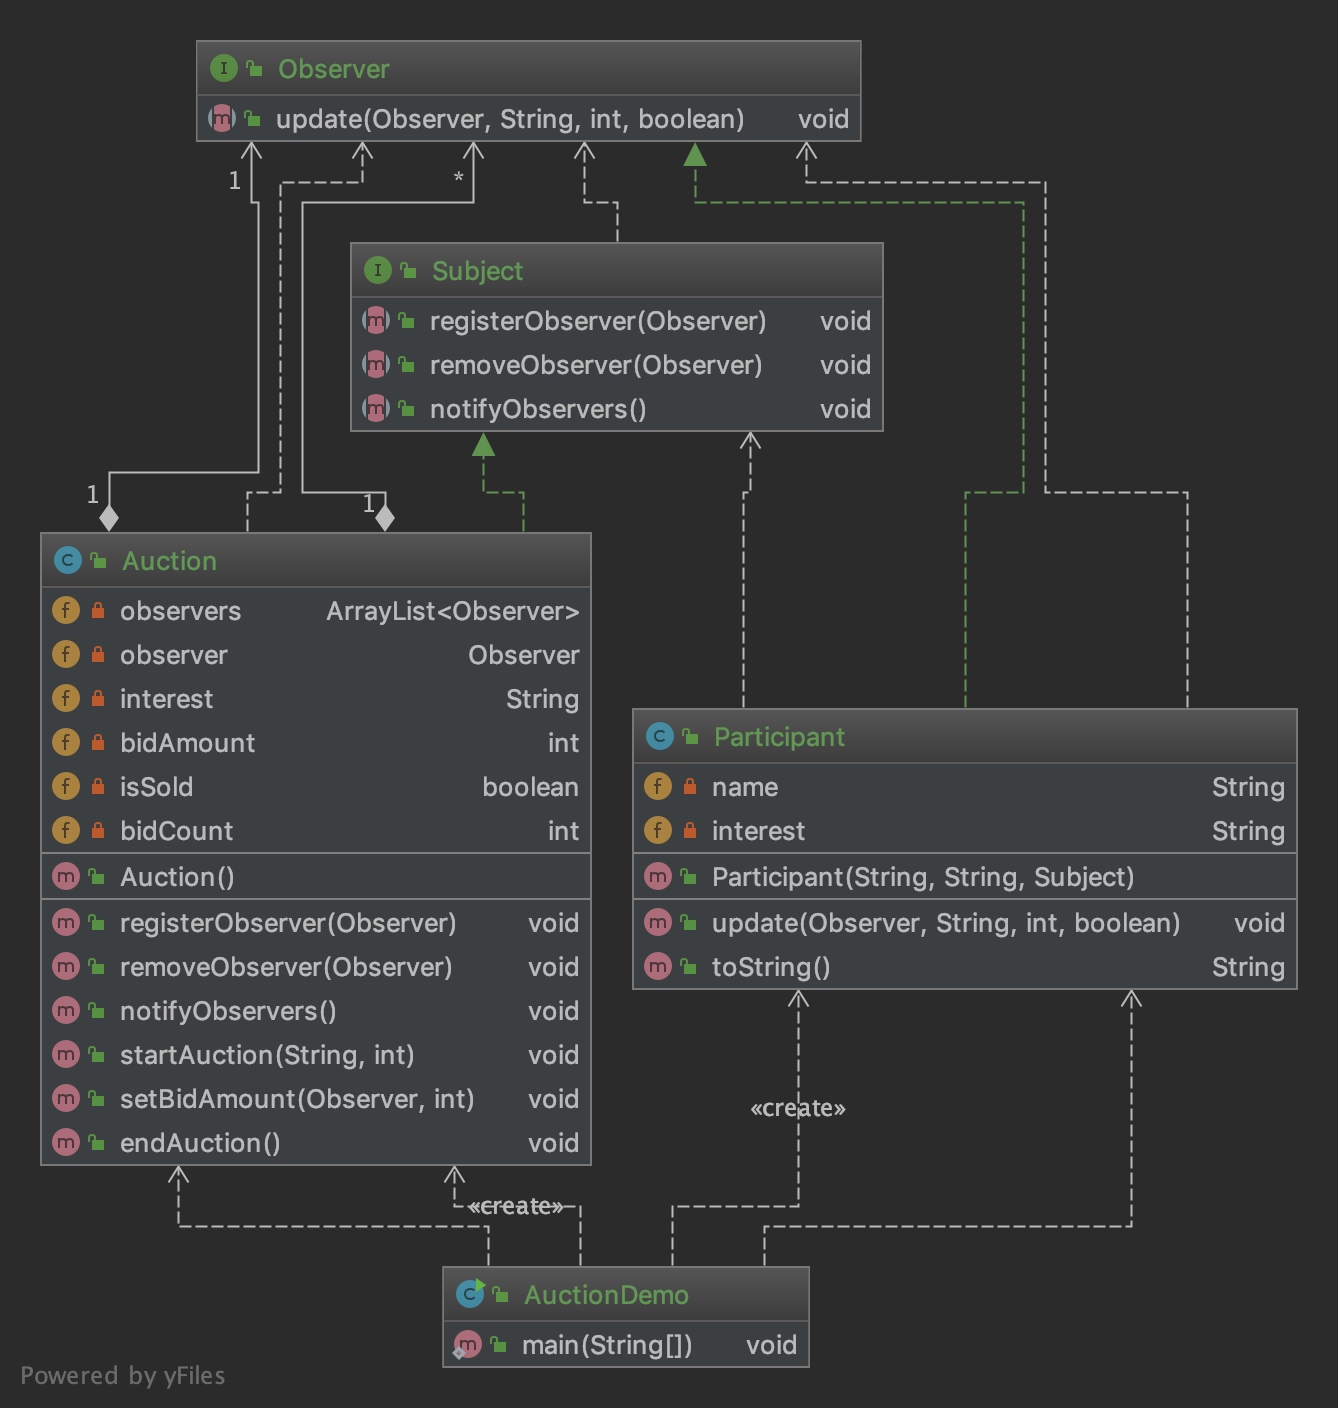 Observer
update(Observer, String, int, boolean) void
1
*
Subject
registerObserver(Observer) void
removeObserver(Observer) void
notifyObservers() void
1
1
Auction
observers ArrayList<Observer>
observer Observer
interest String
bidAmount int
isSold boolean
bidCount int
Auction()
registerObserver(Observer) void
removeObserver(Observer) void
notifyObservers() void
startAuction(String, int) void
setBidAmount(Observer, int) void
endAuction() void
Participant
name String
interest String
Participant(String, String, Subject)
update(Observer, String, int, boolean) void
toString() String
«create»
«create»
AuctionDemo
main(String[]) void
Powered by yFiles